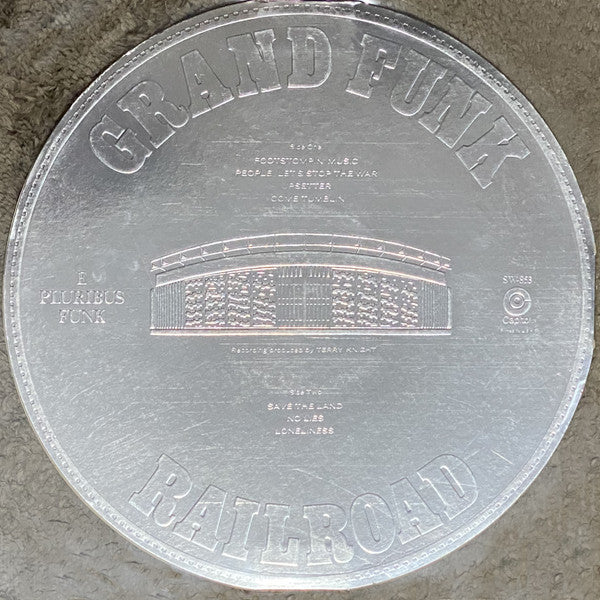 GRAND FUNK
Side One
FOOTSTOMPIN' MUSIC
PEOPLE, LET'S STOP THE WAR
UPSETTER
I COME TUMBLIN'
E
PLURIBUS
FUNK
SW-853
Capitol
Recording produced by TERRY KNIGHT
Side Two
SAVE THE LAND
NO LIES
LONELINESS
RAILROAD